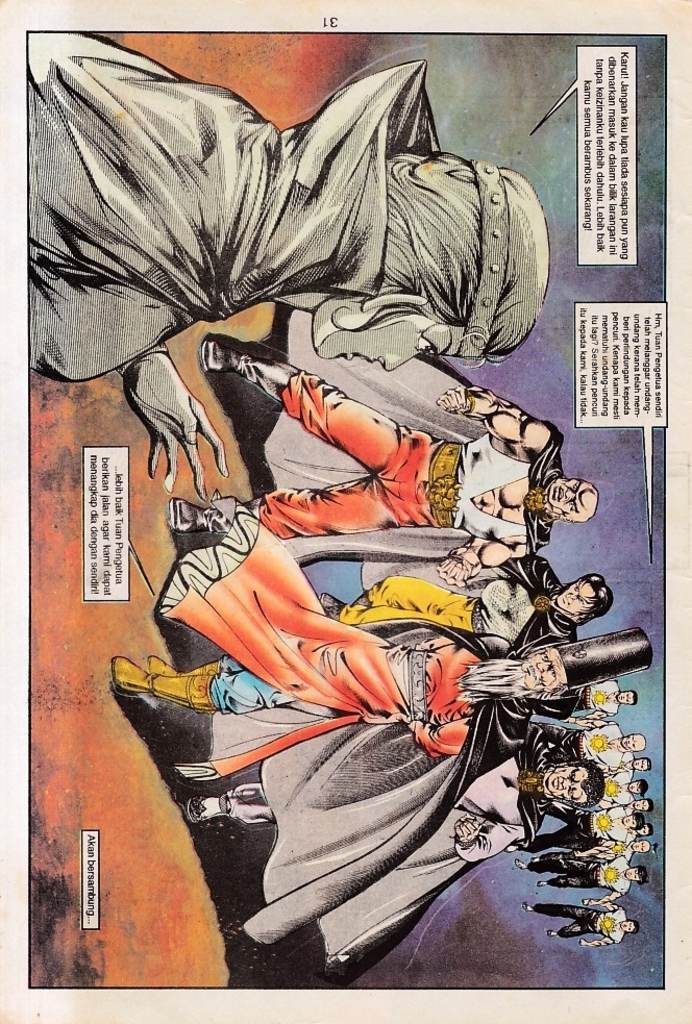 Karut! Jangan kau lupa tiada sesiapa pun yang
dibenarkan masuk ke dalam bilik larangan ini
tanpa keizinanku terlebih dahulu. Lebih baik
kamu semua berambus sekarang!
Hm, Tuan Pengetua sendiri
telah melanggar undang-
undang kerana telah mem-
beri perlindungan kepada
pencuri. Kenapa kami mesti
mematuhi undang-undang
itu lagi? Serahkan pencuri
itu kepada kami, kalau tidak...
...lebih baik Tuan Pengetua
berikan jalan agar kami dapat
menangkap dia dengan sendiri!
Akan bersambung...
31